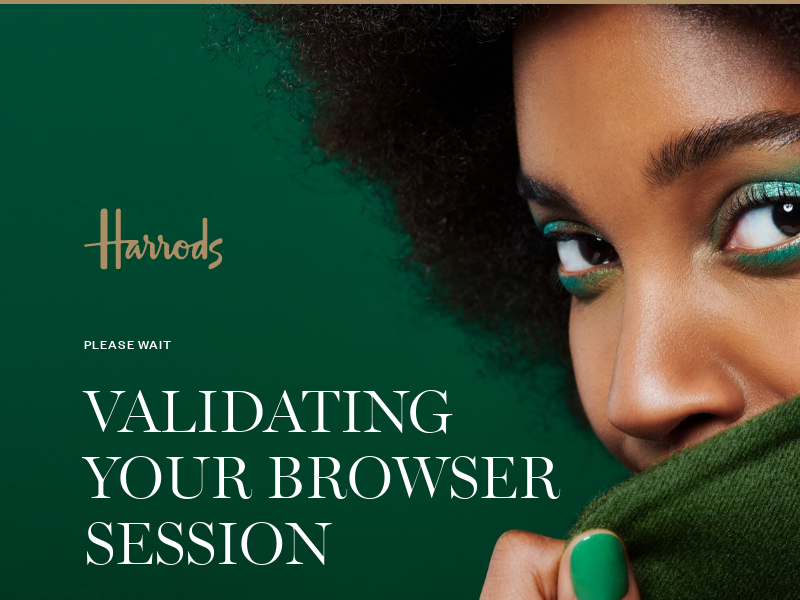 Harrods
PLEASE WAIT
VALIDATING
YOUR BROWSER
SESSION